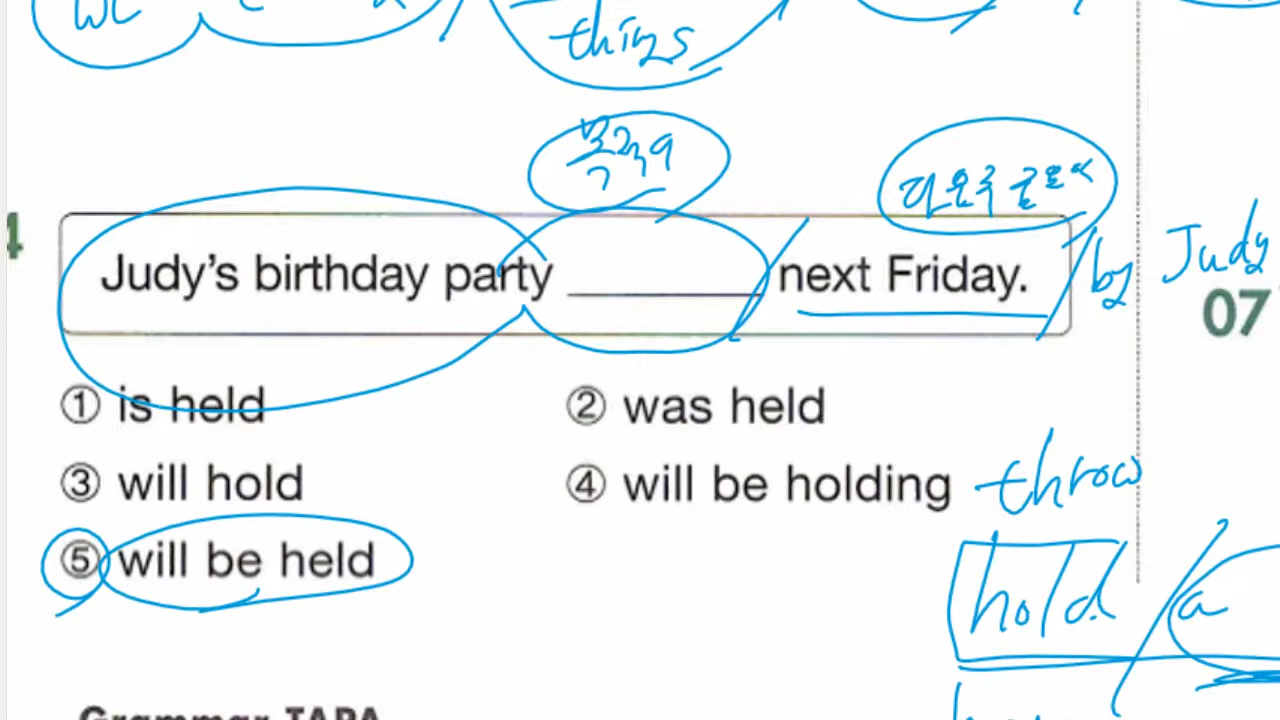 things
Judy's birthday party __________ next Friday.
by Judy
07
① is held
② was held
③ will hold
④ will be holding
throw
⑤ will be held
hold / a
Grammar TAPA